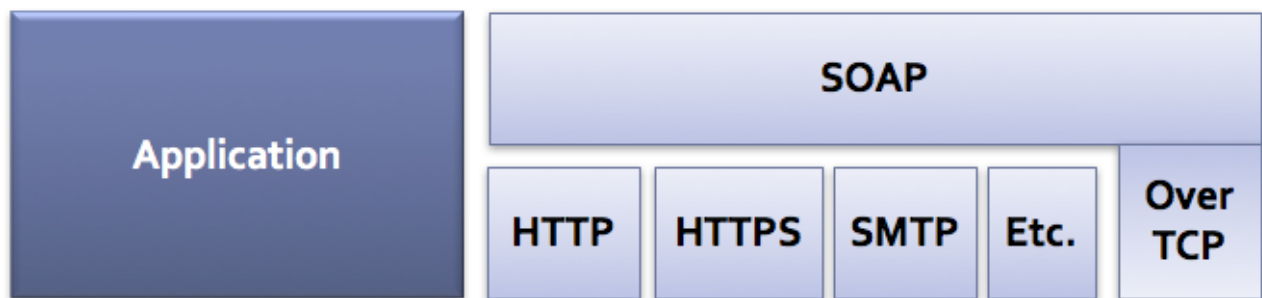 Application
SOAP
HTTP
HTTPS
SMTP
Etc.
Over
TCP